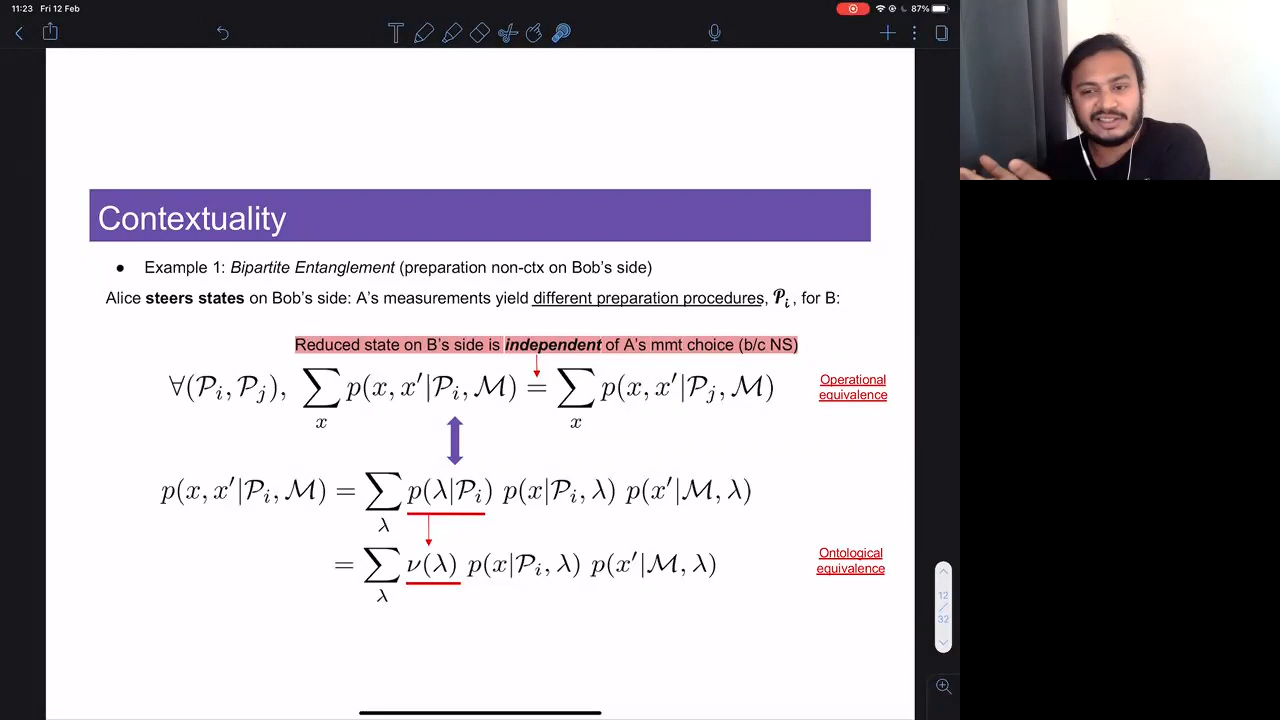 11:23 Fri 12 Feb
87%
Contextuality
● Example 1: Bipartite Entanglement (preparation non-ctx on Bob's side)
Alice steers states on Bob's side: A's measurements yield different preparation procedures, 𝒫ᵢ, for B:
Reduced state on B's side is independent of A's mmt choice (b/c NS)
∀(𝒫ᵢ, 𝒫ⱼ), ∑ₓ p(x, x′|𝒫ᵢ, ℳ) = ∑ₓ p(x, x′|𝒫ⱼ, ℳ)
Operational
equivalence
p(x, x′|𝒫ᵢ, ℳ) = ∑_λ p(λ|𝒫ᵢ) p(x|𝒫ᵢ, λ) p(x′|ℳ, λ)
= ∑_λ ν(λ) p(x|𝒫ᵢ, λ) p(x′|ℳ, λ)
Ontological
equivalence
12
/
32